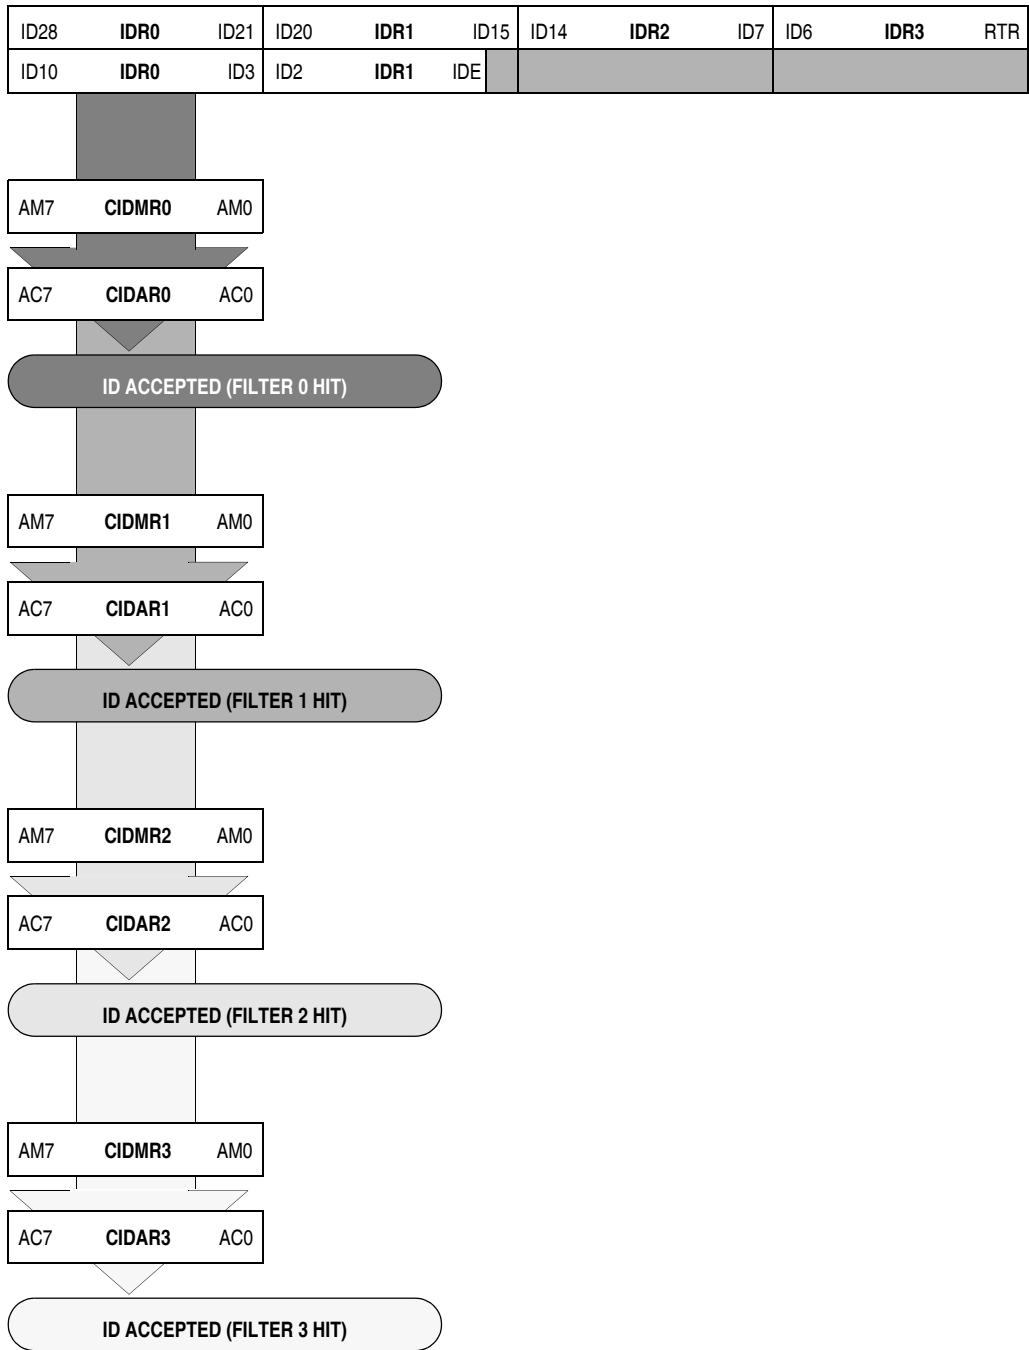 ID28 IDR0 ID21 ID20 IDR1 ID15 ID14 IDR2 ID7 ID6 IDR3 RTR
ID10 IDR0 ID3 ID2 IDR1 IDE
AM7 CIDMR0 AM0
AC7 CIDAR0 AC0
ID ACCEPTED (FILTER 0 HIT)
AM7 CIDMR1 AM0
AC7 CIDAR1 AC0
ID ACCEPTED (FILTER 1 HIT)
AM7 CIDMR2 AM0
AC7 CIDAR2 AC0
ID ACCEPTED (FILTER 2 HIT)
AM7 CIDMR3 AM0
AC7 CIDAR3 AC0
ID ACCEPTED (FILTER 3 HIT)